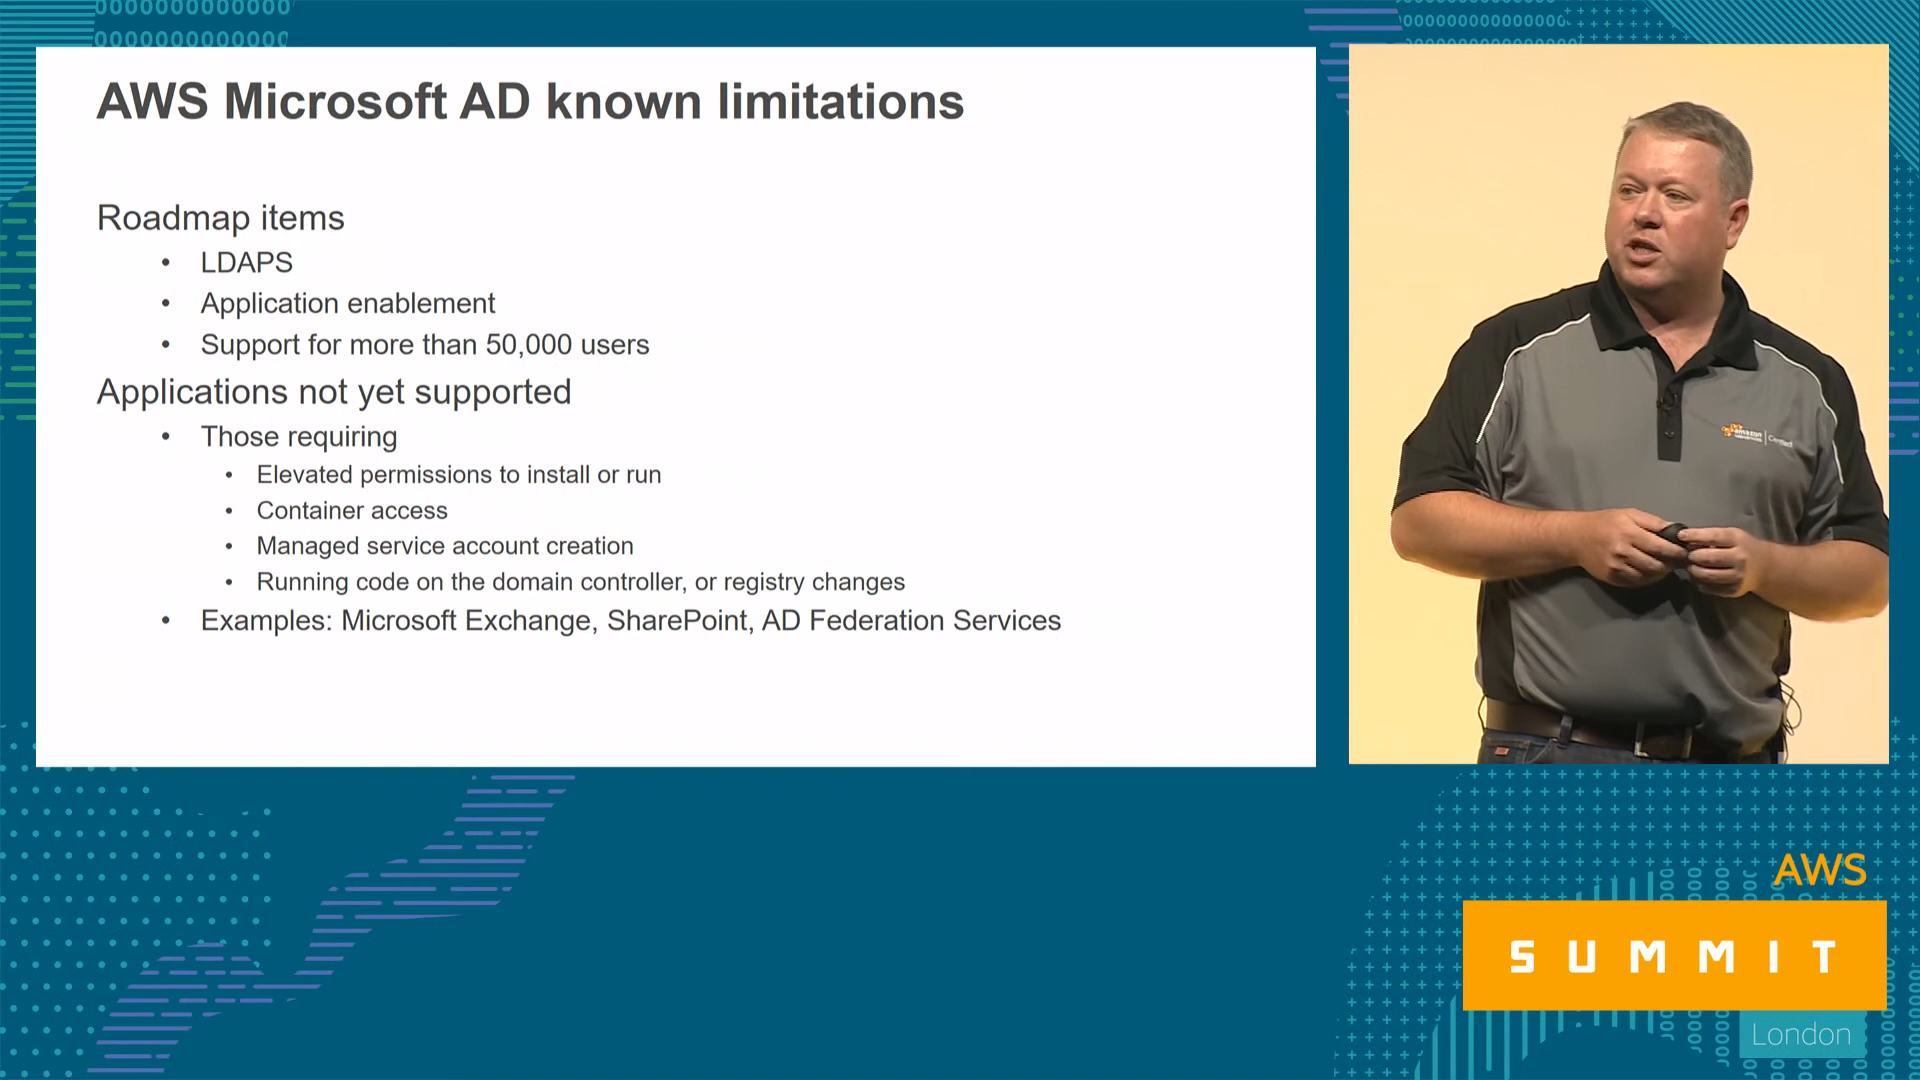 AWS Microsoft AD known limitations
Roadmap items
• LDAPS
• Application enablement
• Support for more than 50,000 users
Applications not yet supported
• Those requiring
• Elevated permissions to install or run
• Container access
• Managed service account creation
• Running code on the domain controller, or registry changes
• Examples: Microsoft Exchange, SharePoint, AD Federation Services
amazon
AWS
SUMMIT
London